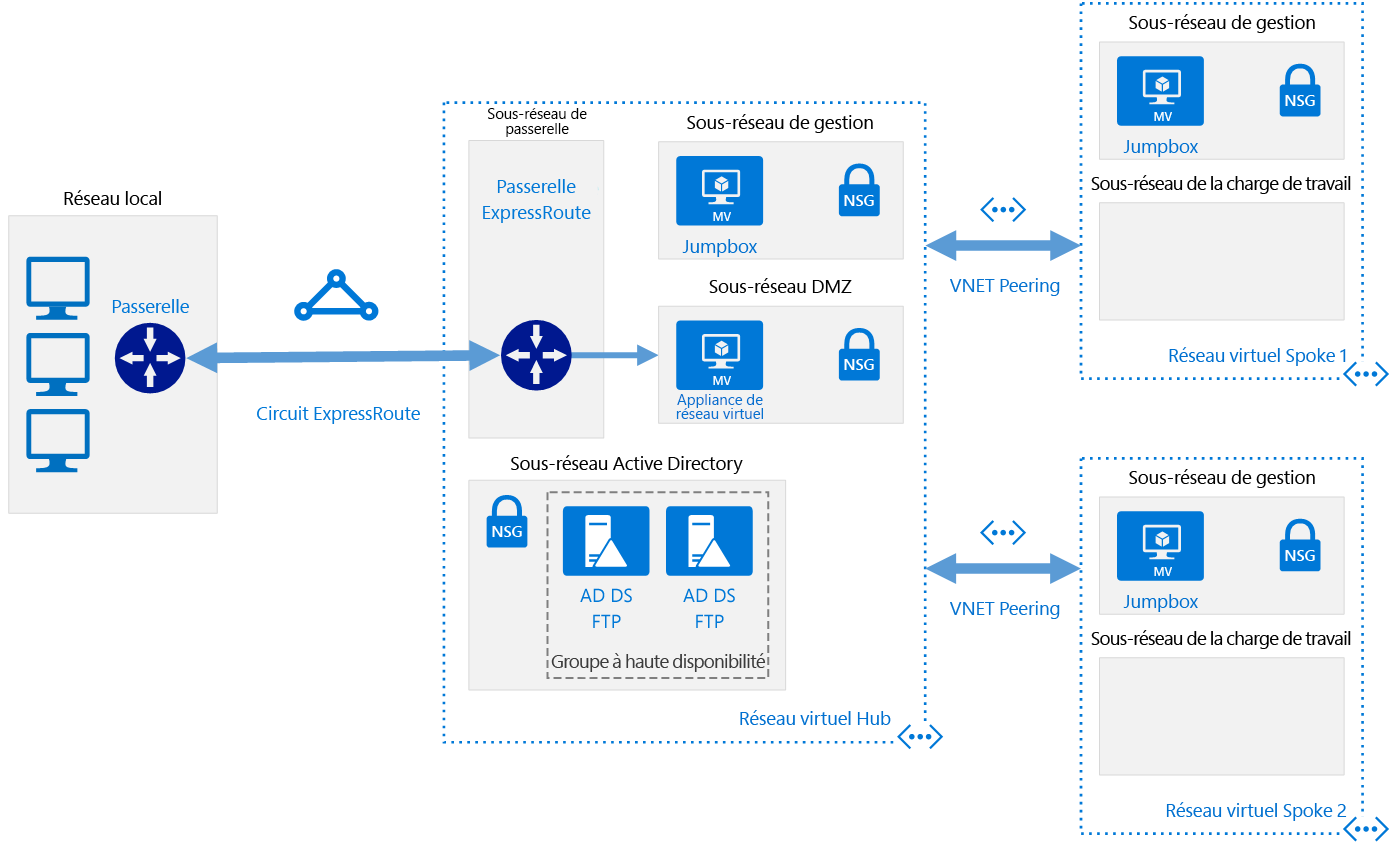 Réseau local
Passerelle
Circuit ExpressRoute
Sous-réseau de
passerelle
Passerelle
ExpressRoute
Sous-réseau de gestion
MV
Jumpbox
NSG
Sous-réseau DMZ
MV
Appliance de
réseau virtuel
NSG
Sous-réseau Active Directory
NSG
AD DS
FTP
AD DS
FTP
Groupe à haute disponibilité
Réseau virtuel Hub
VNET Peering
VNET Peering
Sous-réseau de gestion
MV
Jumpbox
NSG
Sous-réseau de la charge de travail
Réseau virtuel Spoke 1
Sous-réseau de gestion
MV
Jumpbox
NSG
Sous-réseau de la charge de travail
Réseau virtuel Spoke 2